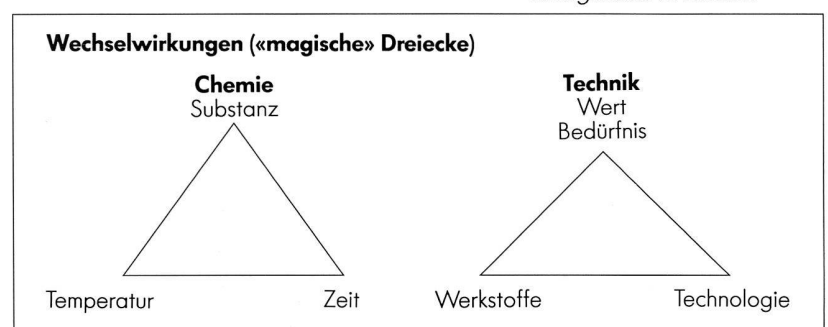 Wechselwirkungen («magische» Dreiecke)
Chemie
Substanz
Temperatur
Zeit
Technik
Wert
Bedürfnis
Werkstoffe
Technologie